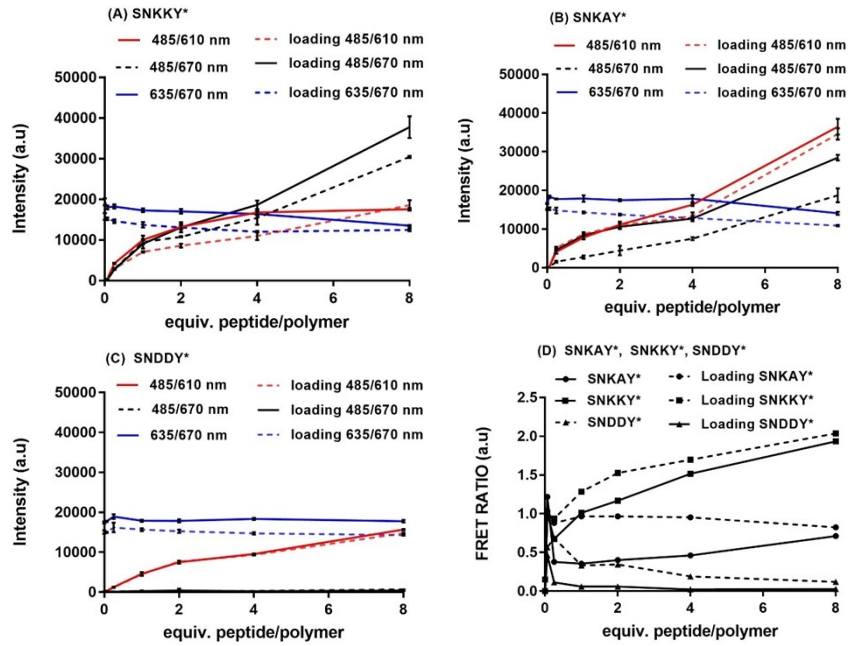 (A) SNKKY*
485/610 nm
loading 485/610 nm
485/670 nm
loading 485/670 nm
635/670 nm
loading 635/670 nm
50000
40000
30000
20000
10000
0
Intensity (a.u)
0 2 4 6 8
equiv. peptide/polymer
(B) SNKAY*
485/610 nm
loading 485/610 nm
485/670 nm
loading 485/670 nm
635/670 nm
loading 635/670 nm
50000
40000
30000
20000
10000
0
Intensity (a.u)
0 2 4 6 8
equiv. peptide/polymer
(C) SNDDY*
485/610 nm
loading 485/610 nm
485/670 nm
loading 485/670 nm
635/670 nm
loading 635/670 nm
50000
40000
30000
20000
10000
0
Intensity (a.u)
0 2 4 6 8
equiv. peptide/polymer
(D) SNKAY*, SNKKY*, SNDDY*
SNKAY*
Loading SNKAY*
SNKKY*
Loading SNKKY*
SNDDY*
Loading SNDDY*
2.5
2.0
1.5
1.0
0.5
0.0
FRET RATIO (a.u)
0 2 4 6 8
equiv. peptide/polymer